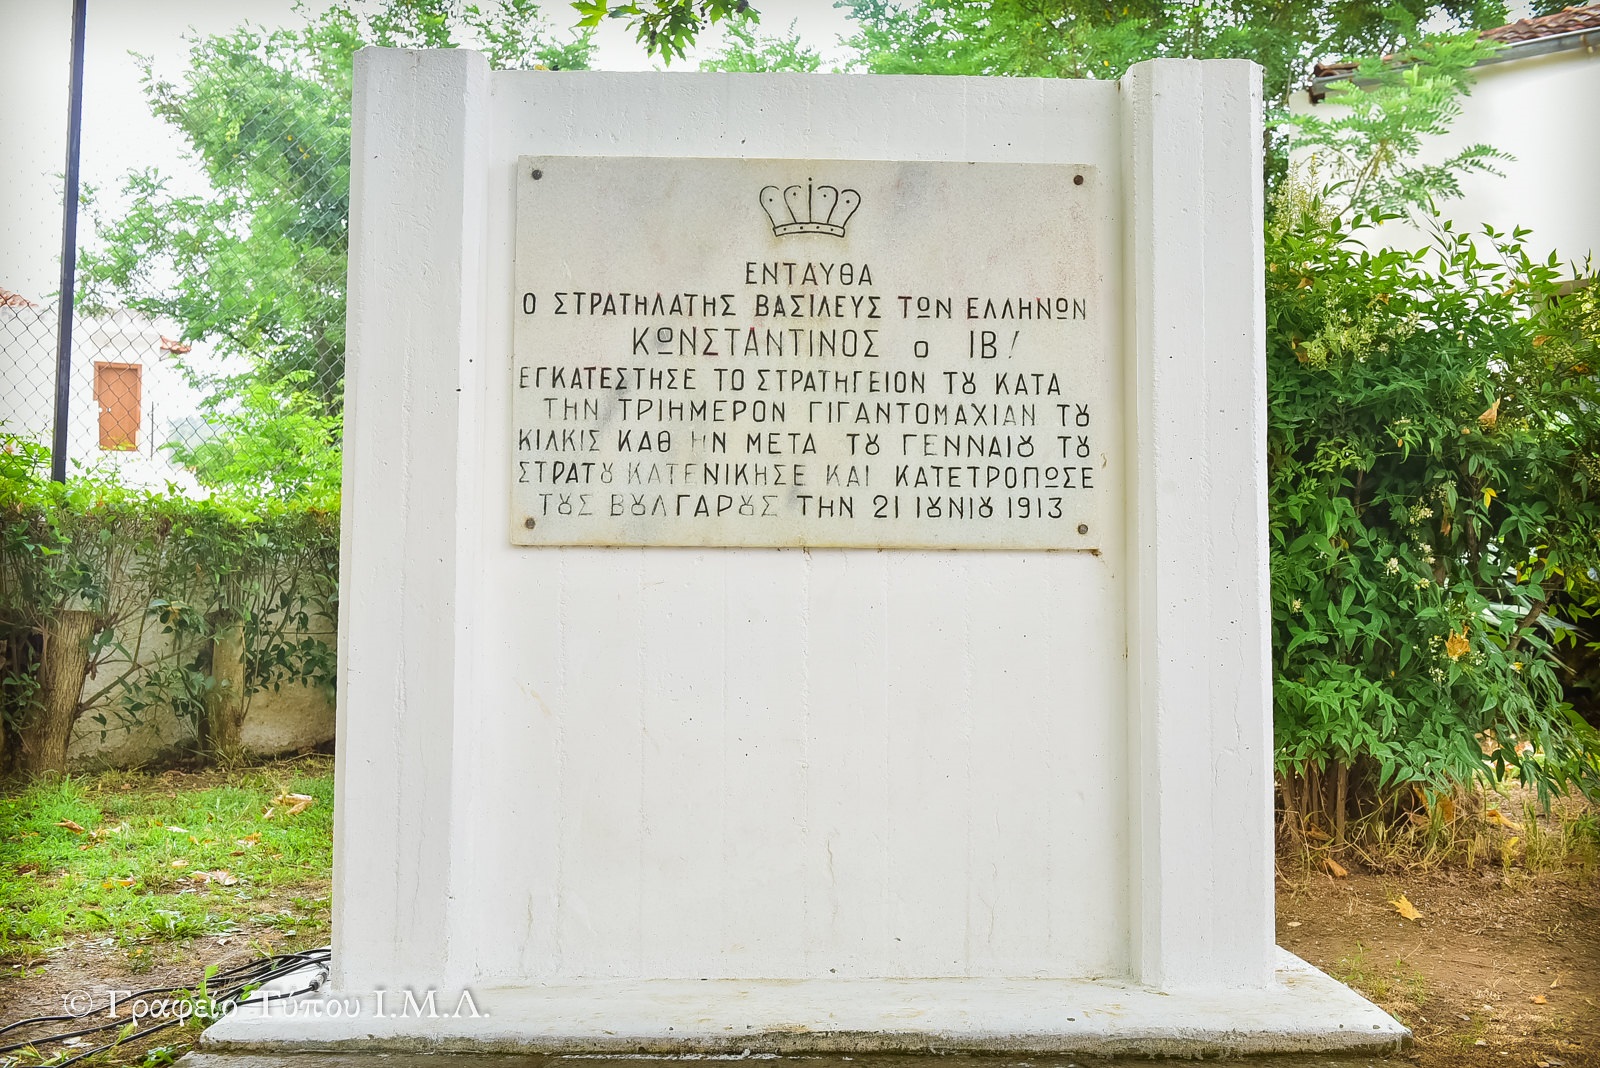 ΕΝΤΑΥΘΑ
Ο ΣΤΡΑΤΗΛΑΤΗΣ ΒΑΣΙΛΕΥΣ ΤΩΝ ΕΛΛΗΝΩΝ
ΚΩΝΣΤΑΝΤΙΝΟΣ ο ΙΒ!
ΕΓΚΑΤΕΣΤΗΣΕ ΤΟ ΣΤΡΑΤΗΓΕΙΟΝ ΤȢ ΚΑΤΑ
ΤΗΝ ΤΡΙΗΜΕΡΟΝ ΓΙΓΑΝΤΟΜΑΧΙΑΝ ΤȢ
ΚΙΛΚΙΣ ΚΑΘ ΗΝ ΜΕΤΑ ΤȢ ΓΕΝΝΑΙȢ ΤȢ
ΣΤΡΑΤȢ ΚΑΤΕΝΙΚΗΣΕ ΚΑΙ ΚΑΤΕΤΡΟΠΩΣΕ
ΤȢΣ ΒȢΛΓΑΡȢΣ ΤΗΝ 21 ΙȢΝΙȢ 1913
© Γραφείο Τύπου Ι.Μ.Λ.